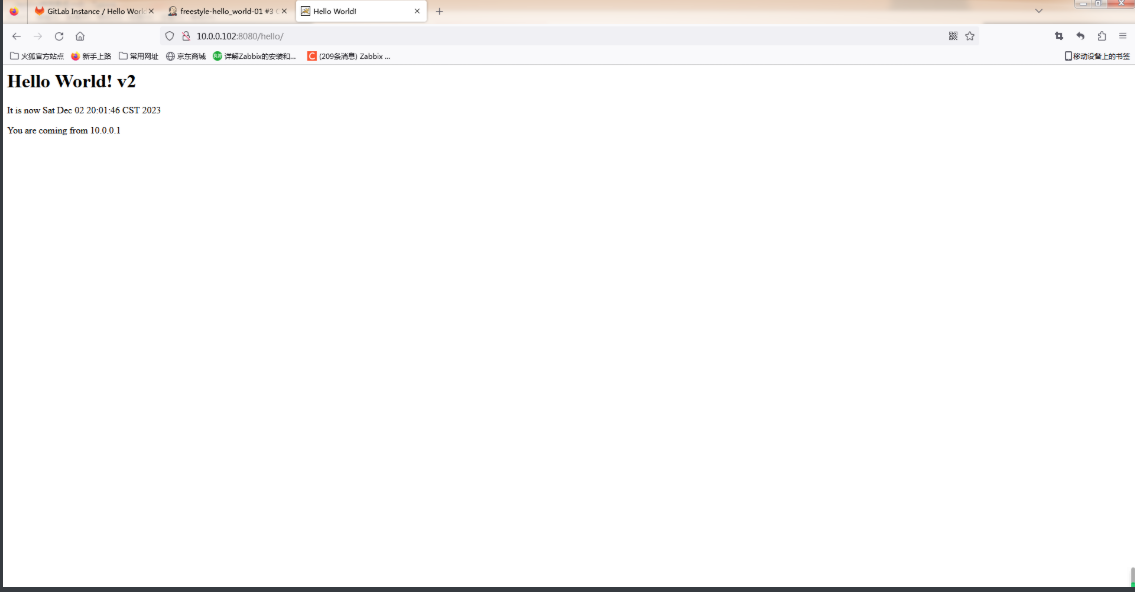 GitLab Instance / Hello Worl
freestyle-hello_world-01 #3 C
Hello World!
10.0.0.102:8080/hello/
火狐官方站点 新手上路 常用网址 京东商城 详解Zabbix的安装和... (209条消息) Zabbix ... 移动设备上的书签
Hello World! v2
It is now Sat Dec 02 20:01:46 CST 2023
You are coming from 10.0.0.1